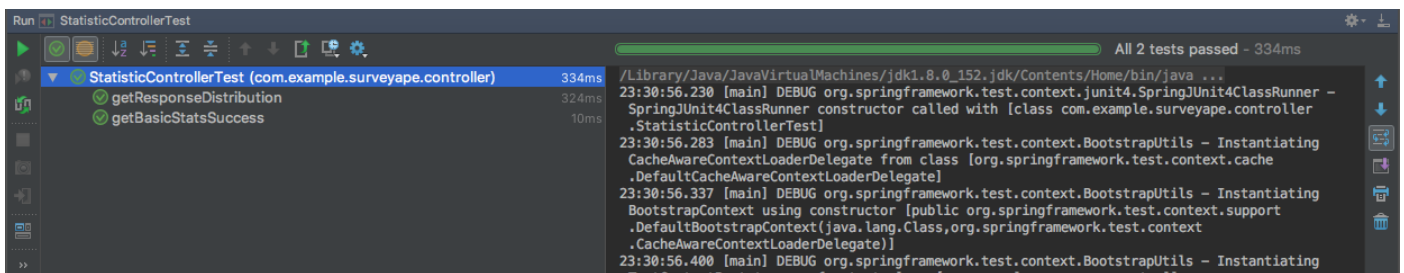 Run StatisticControllerTest
All 2 tests passed - 334ms
StatisticControllerTest (com.example.surveyape.controller) 334ms
getResponseDistribution 324ms
getBasicStatsSuccess 10ms
/Library/Java/JavaVirtualMachines/jdk1.8.0_152.jdk/Contents/Home/bin/java ...
23:30:56.230 [main] DEBUG org.springframework.test.context.junit4.SpringJUnit4ClassRunner –
SpringJUnit4ClassRunner constructor called with [class com.example.surveyape.controller
.StatisticControllerTest]
23:30:56.283 [main] DEBUG org.springframework.test.context.BootstrapUtils – Instantiating
CacheAwareContextLoaderDelegate from class [org.springframework.test.context.cache
.DefaultCacheAwareContextLoaderDelegate]
23:30:56.337 [main] DEBUG org.springframework.test.context.BootstrapUtils – Instantiating
BootstrapContext using constructor [public org.springframework.test.context.support
.DefaultBootstrapContext(java.lang.Class,org.springframework.test.context
.CacheAwareContextLoaderDelegate)]
23:30:56.400 [main] DEBUG org.springframework.test.context.BootstrapUtils – Instantiating